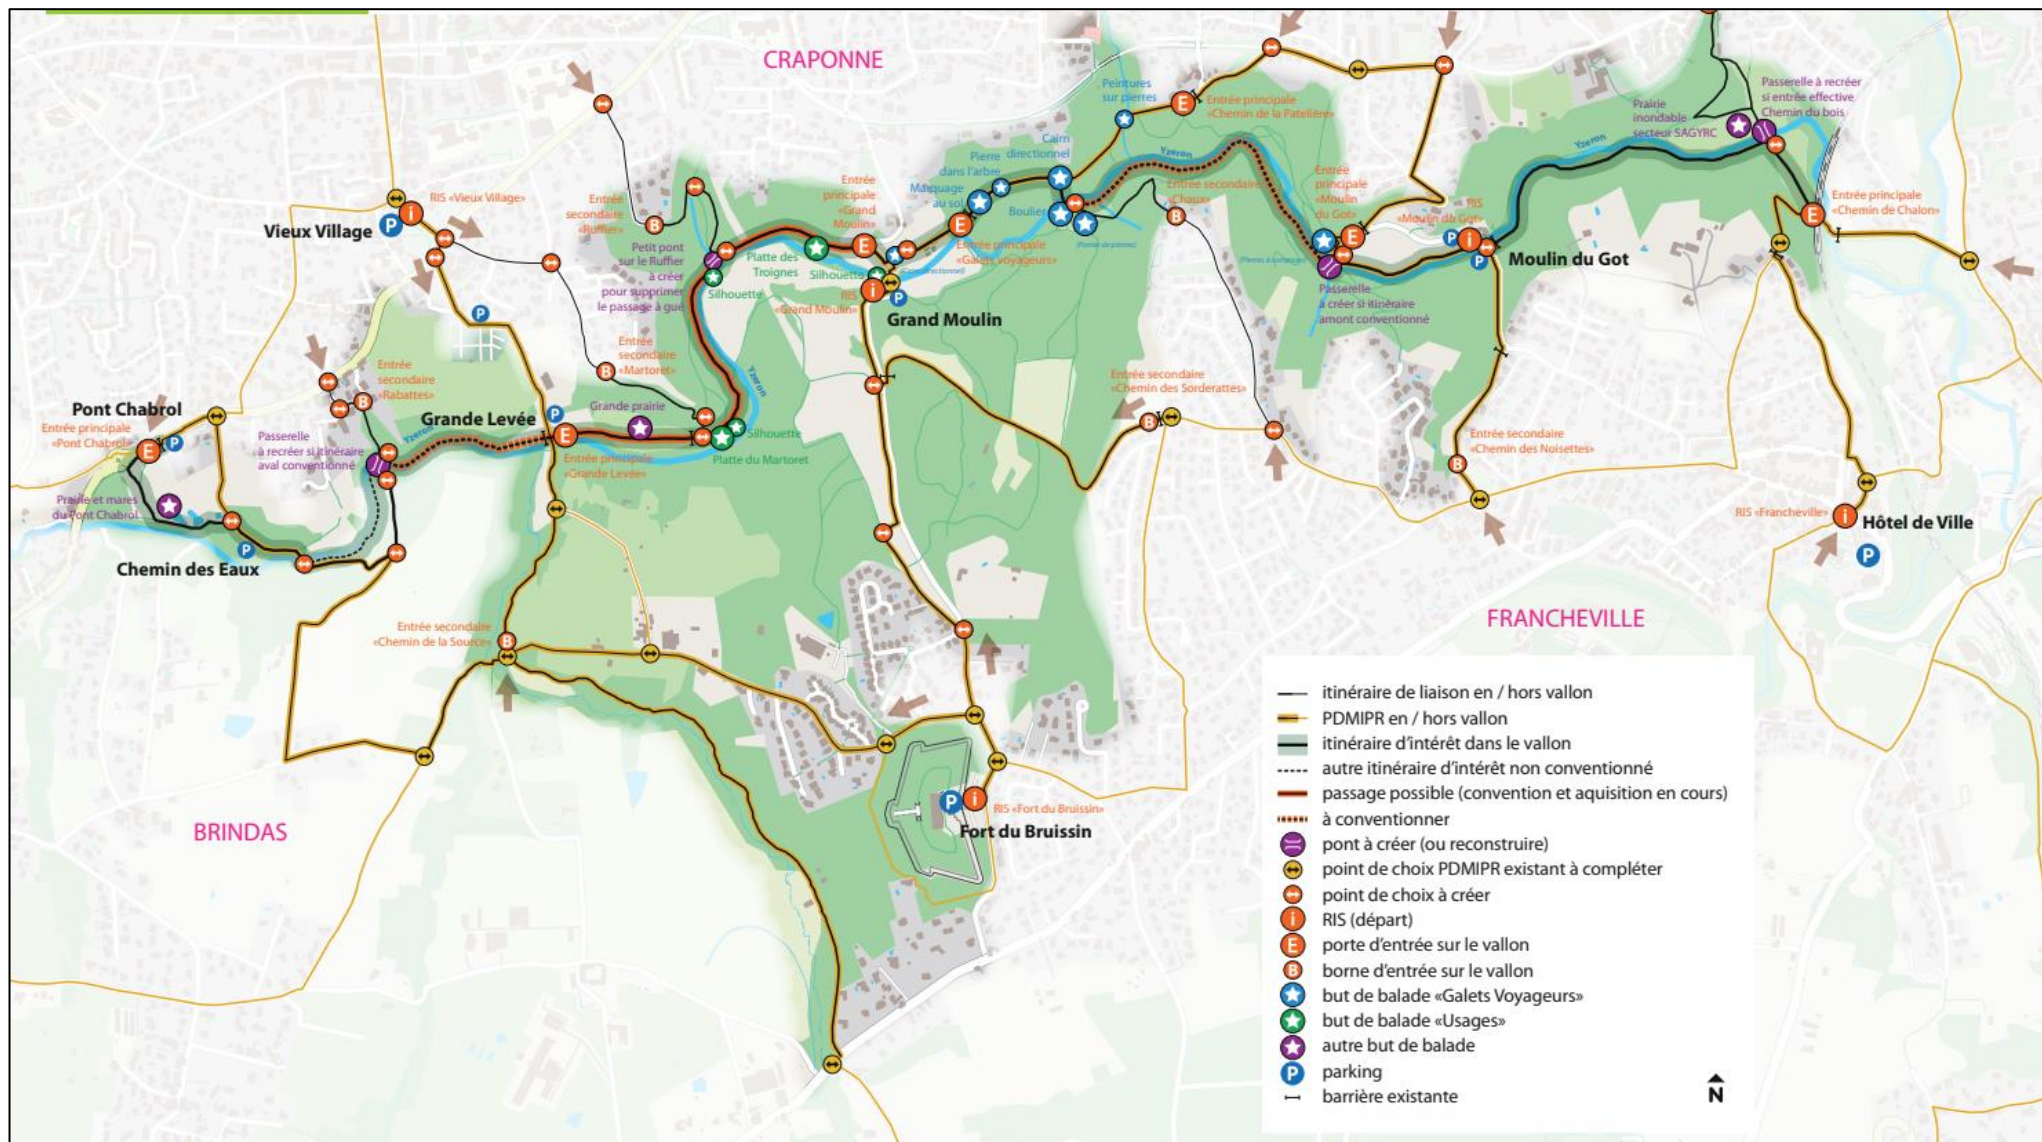 CRAPONNE
Peintures
sur pierres
Entrée principale
«Chemin de la Patelière»
Passerelle à recréer
si entrée effective
Chemin du bois
Prairie
inondable
secteur SAGYRC
Yzeron
Cairn
directionnel
Pierre
dans l'arbre
Marquage
au sol
Boulier
Yzeron
Entrée secondaire
«Chaux»
Entrée
principale
«Moulin
du Got»
RIS
«Moulin du Got»
Moulin du Got
Entrée principale
«Chemin de Chalon»
RIS «Vieux Village»
Vieux Village
Entrée
secondaire
«Ruffier»
Entrée
principale
«Grand
Moulin»
Petit pont
sur le Ruffier
à créer
pour supprimer
le passage à gué
Platte des
Troignes
Silhouette
Silhouette
Entrée principale
«Galets voyageurs»
(Cairn directionnel)
RIS
«Grand Moulin»
Grand Moulin
Passerelle
à créer si itinéraire
amont conventionné
Entrée
secondaire
«Martoret»
Yzeron
Entrée
secondaire
«Rabattes»
Pont Chabrol
Entrée principale
«Pont Chabrol»
Grande Levée
Grande prairie
Silhouette
Platte du Martoret
Entrée secondaire
«Chemin des Sorderattes»
Passerelle
à recréer si itinéraire
aval conventionné
Yzeron
Entrée principale
«Grande Levée»
Entrée secondaire
«Chemin des Noisettes»
Prairie et mares
du Pont Chabrol
Chemin des Eaux
RIS «Francheville»
Hôtel de Ville
Entrée secondaire
«Chemin de la Source»
FRANCHEVILLE
BRINDAS
RIS «Fort du Bruissin»
Fort du Bruissin
itinéraire de liaison en / hors vallon
PDMIPR en / hors vallon
itinéraire d'intérêt dans le vallon
autre itinéraire d'intérêt non conventionné
passage possible (convention et aquisition en cours)
à conventionner
pont à créer (ou reconstruire)
point de choix PDMIPR existant à compléter
point de choix à créer
RIS (départ)
porte d'entrée sur le vallon
borne d'entrée sur le vallon
but de balade «Galets Voyageurs»
but de balade «Usages»
autre but de balade
parking
barrière existante
N